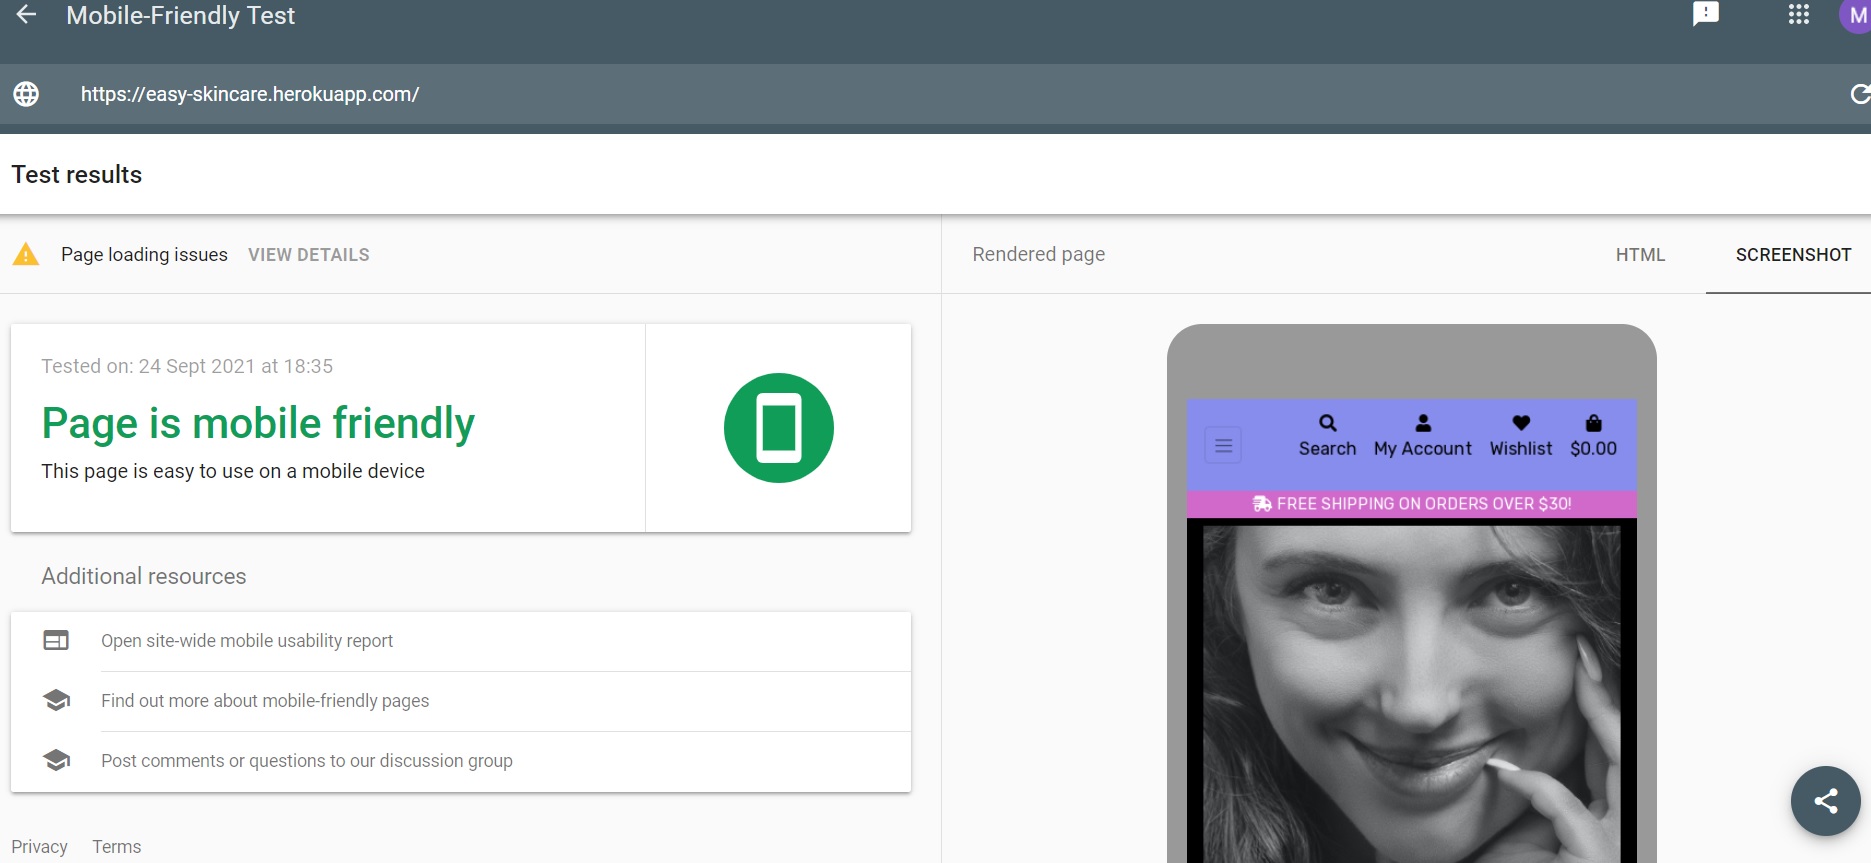 Mobile-Friendly Test
M
https://easy-skincare.herokuapp.com/
Test results
Page loading issues VIEW DETAILS
Rendered page HTML SCREENSHOT
Tested on: 24 Sept 2021 at 18:35
Page is mobile friendly
This page is easy to use on a mobile device
Additional resources
Open site-wide mobile usability report
Find out more about mobile-friendly pages
Post comments or questions to our discussion group
Privacy Terms
Search My Account Wishlist $0.00
FREE SHIPPING ON ORDERS OVER $30!